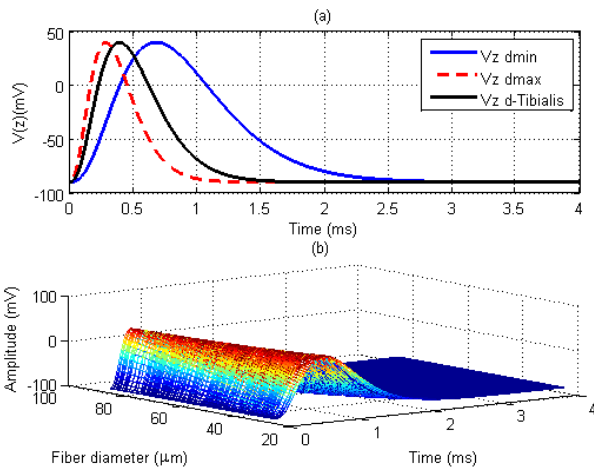 (a)
50
0
-50
-100
V(z)(mV)
Vz dmin
Vz dmax
Vz d-Tibialis
0 0.5 1 1.5 2 2.5 3 3.5 4
Time (ms)
(b)
100
0
-100
Amplitude (mV)
100 80 60 40 20
0 1 2 3 4
Fiber diameter (μm)
Time (ms)